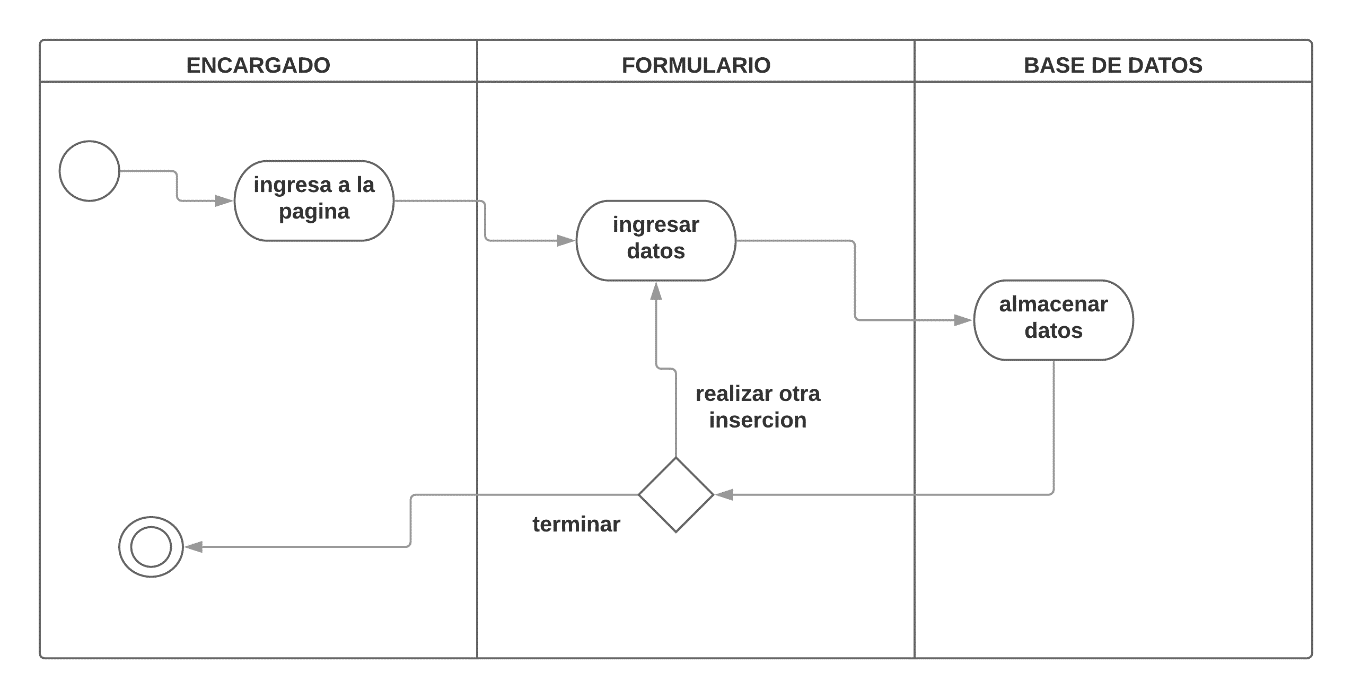 ENCARGADO
FORMULARIO
BASE DE DATOS
ingresa a la
pagina
ingresar
datos
almacenar
datos
realizar otra
insercion
terminar